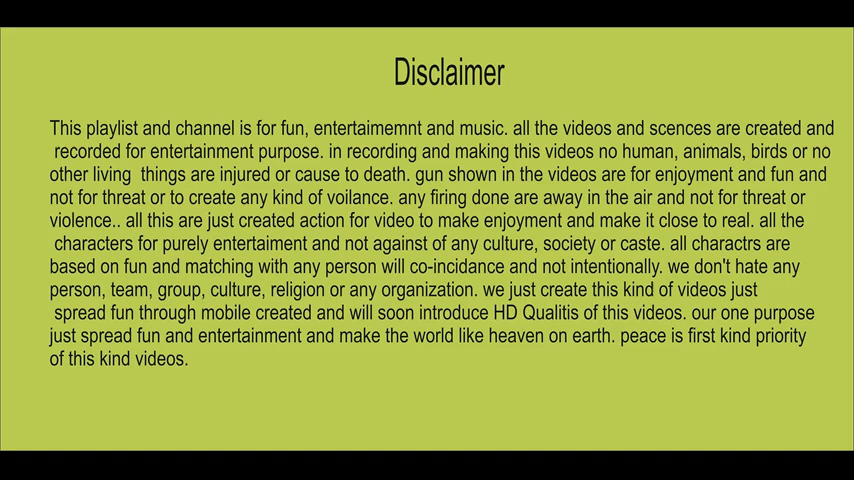 Disclaimer
This playlist and channel is for fun, entertaimemnt and music. all the videos and scences are created and
recorded for entertainment purpose. in recording and making this videos no human, animals, birds or no
other living things are injured or cause to death. gun shown in the videos are for enjoyment and fun and
not for threat or to create any kind of voilance. any firing done are away in the air and not for threat or
violence.. all this are just created action for video to make enjoyment and make it close to real. all the
characters for purely entertaiment and not against of any culture, society or caste. all charactrs are
based on fun and matching with any person will co-incidance and not intentionally. we don't hate any
person, team, group, culture, religion or any organization. we just create this kind of videos just
spread fun through mobile created and will soon introduce HD Qualitis of this videos. our one purpose
just spread fun and entertainment and make the world like heaven on earth. peace is first kind priority
of this kind videos.